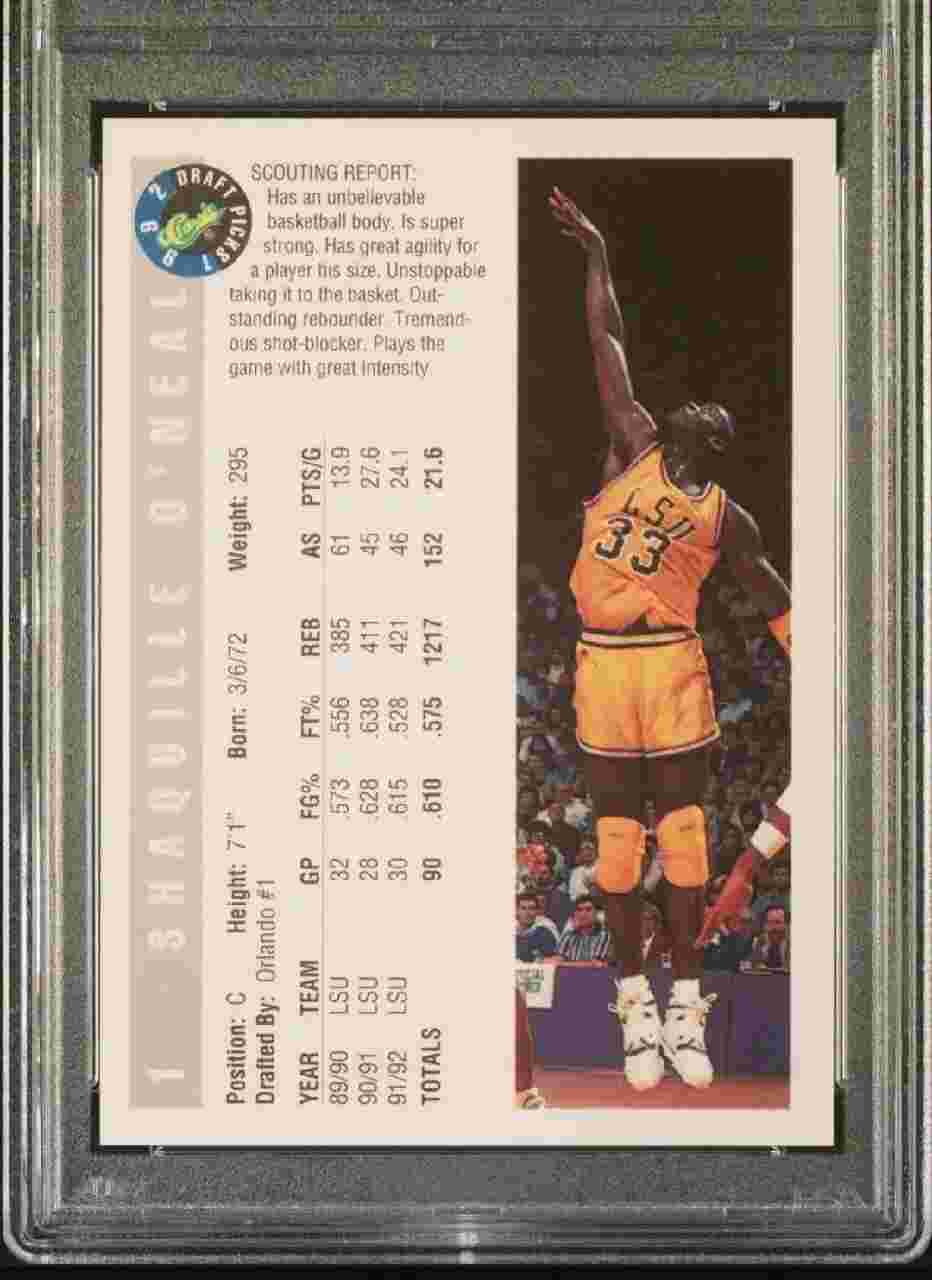 1992 DRAFT PICKS
Classic
SCOUTING REPORT:
Has an unbelievable
basketball body. Is super
strong. Has great agility for
a player his size. Unstoppable
taking it to the basket. Out-
standing rebounder. Tremend-
ous shot-blocker. Plays the
game with great intensity.
1 SHAQUILLE O'NEAL
Position: C Height: 7'1" Born: 3/6/72 Weight: 295
Drafted By: Orlando #1
YEAR TEAM GP FG% FT% REB AS PTS/G
89/90 LSU 32 .573 .556 385 61 13.9
90/91 LSU 28 .628 .638 411 45 27.6
91/92 LSU 30 .615 .528 421 46 24.1
TOTALS 90 .610 .575 1217 152 21.6
LSU
33